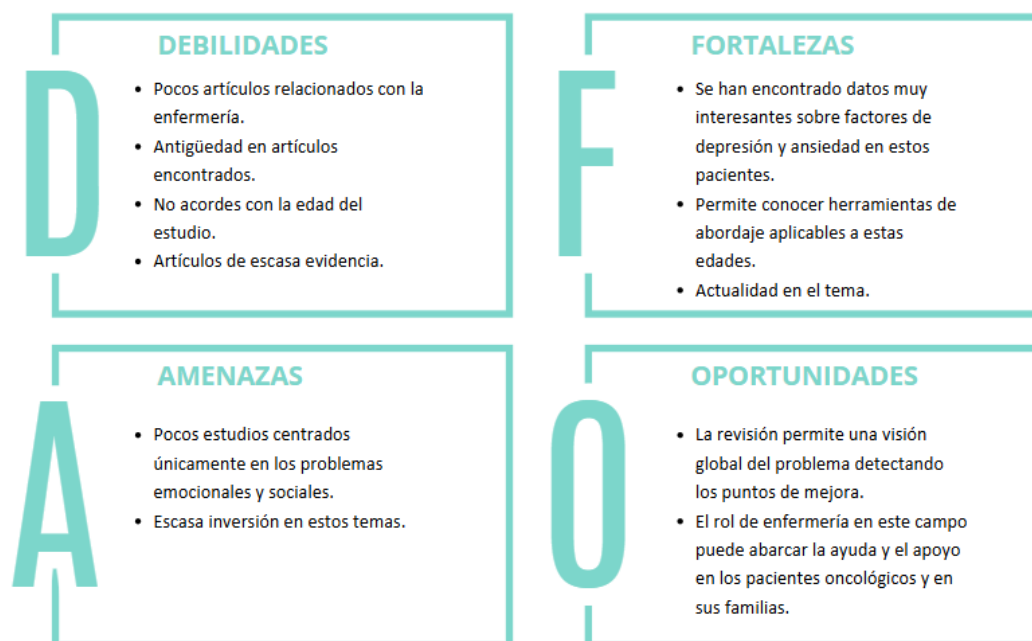 D
DEBILIDADES
• Pocos artículos relacionados con la
enfermería.
• Antigüedad en artículos
encontrados.
• No acordes con la edad del
estudio.
• Artículos de escasa evidencia.
F
FORTALEZAS
• Se han encontrado datos muy
interesantes sobre factores de
depresión y ansiedad en estos
pacientes.
• Permite conocer herramientas de
abordaje aplicables a estas
edades.
• Actualidad en el tema.
A
AMENAZAS
• Pocos estudios centrados
únicamente en los problemas
emocionales y sociales.
• Escasa inversión en estos temas.
O
OPORTUNIDADES
• La revisión permite una visión
global del problema detectando
los puntos de mejora.
• El rol de enfermería en este campo
puede abarcar la ayuda y el apoyo
en los pacientes oncológicos y en
sus familias.